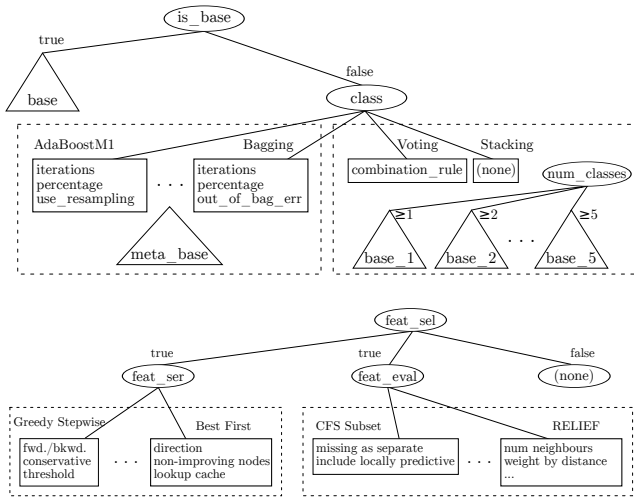 is_base
true
false
base
class
AdaBoostM1
Bagging
Voting
Stacking
iterations
percentage
use_resampling
. . .
iterations
percentage
out_of_bag_err
combination_rule
(none)
num_classes
meta_base
≥1
≥2
≥5
base_1
base_2
. . .
base_5
feat_sel
true
true
false
feat_ser
feat_eval
(none)
Greedy Stepwise
Best First
CFS Subset
RELIEF
fwd./bkwd.
conservative
threshold
. . .
direction
non-improving nodes
lookup cache
missing as separate
include locally predictive
. . .
num neighbours
weight by distance
...